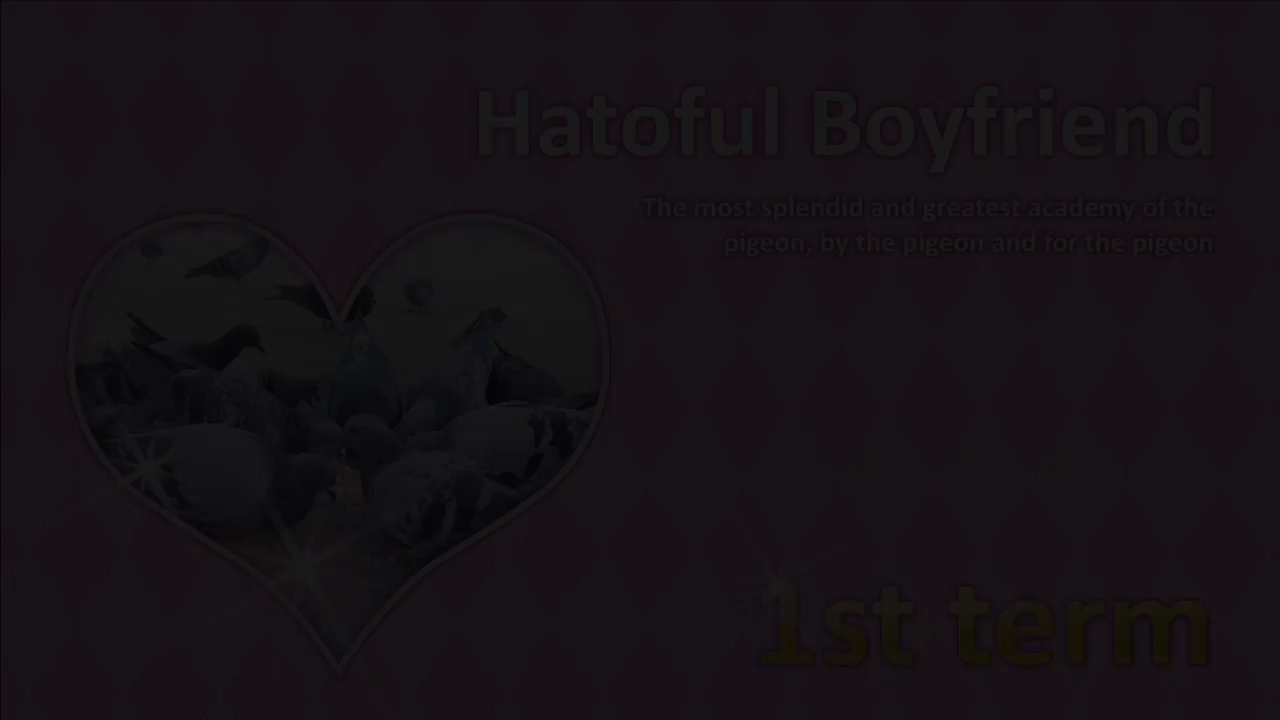 Hatoful Boyfriend
The most splendid and greatest academy of the
pigeon, by the pigeon and for the pigeon
1st term